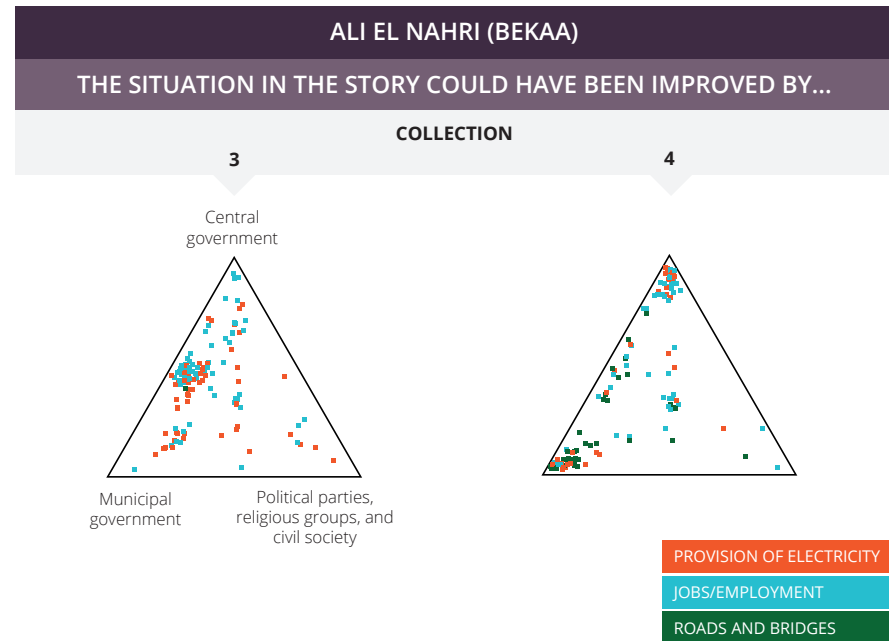 ALI EL NAHRI (BEKAA)
THE SITUATION IN THE STORY COULD HAVE BEEN IMPROVED BY...
COLLECTION
3
4
Central
government
Municipal
government
Political parties,
religious groups, and
civil society
PROVISION OF ELECTRICITY
JOBS/EMPLOYMENT
ROADS AND BRIDGES